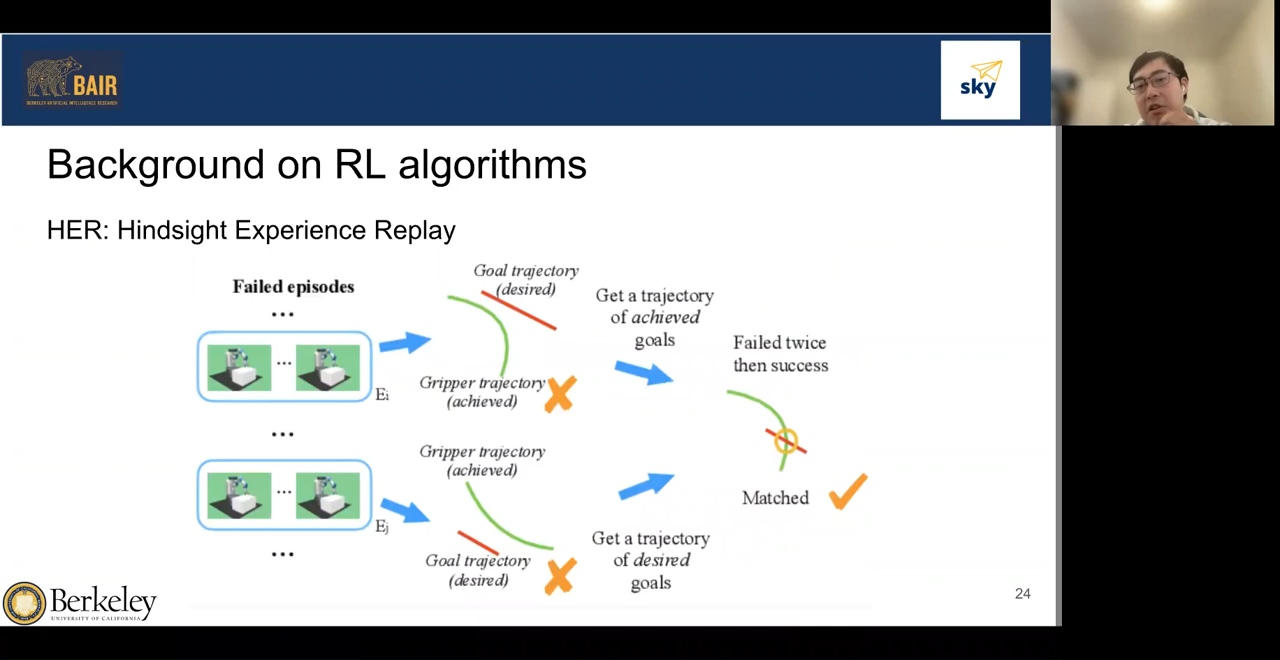 BAIR
BERKELEY ARTIFICIAL INTELLIGENCE RESEARCH
sky
Background on RL algorithms
HER: Hindsight Experience Replay
Failed episodes
...
...
Ei
Goal trajectory
(desired)
Gripper trajectory
(achieved)
Get a trajectory
of achieved
goals
Failed twice
then success
...
...
Ej
...
Gripper trajectory
(achieved)
Goal trajectory
(desired)
Get a trajectory
of desired
goals
Matched
Berkeley
UNIVERSITY OF CALIFORNIA
24